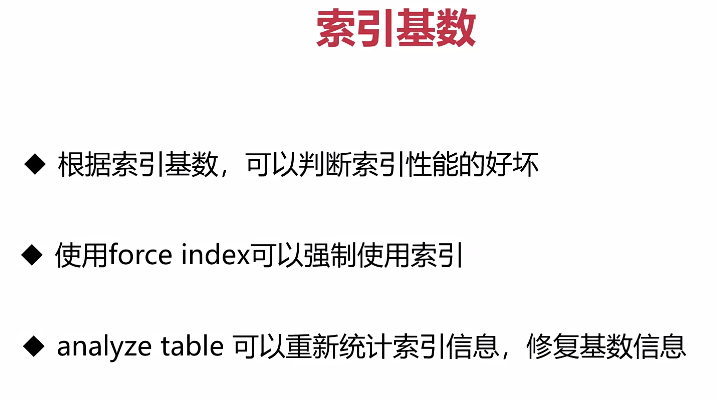 索引基数
◆ 根据索引基数，可以判断索引性能的好坏
◆ 使用force index可以强制使用索引
◆ analyze table 可以重新统计索引信息，修复基数信息